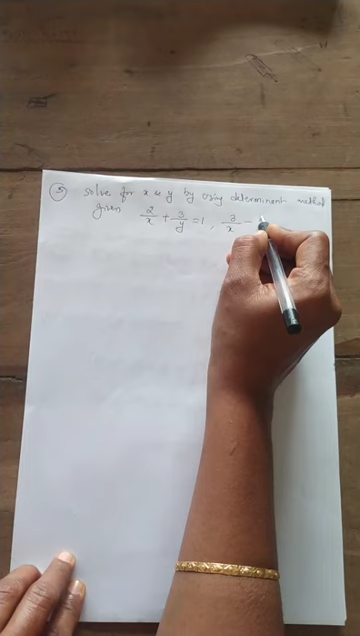 5) solve for x & y by using determinant method
given 2/x + 3/y = 1, 3/x -